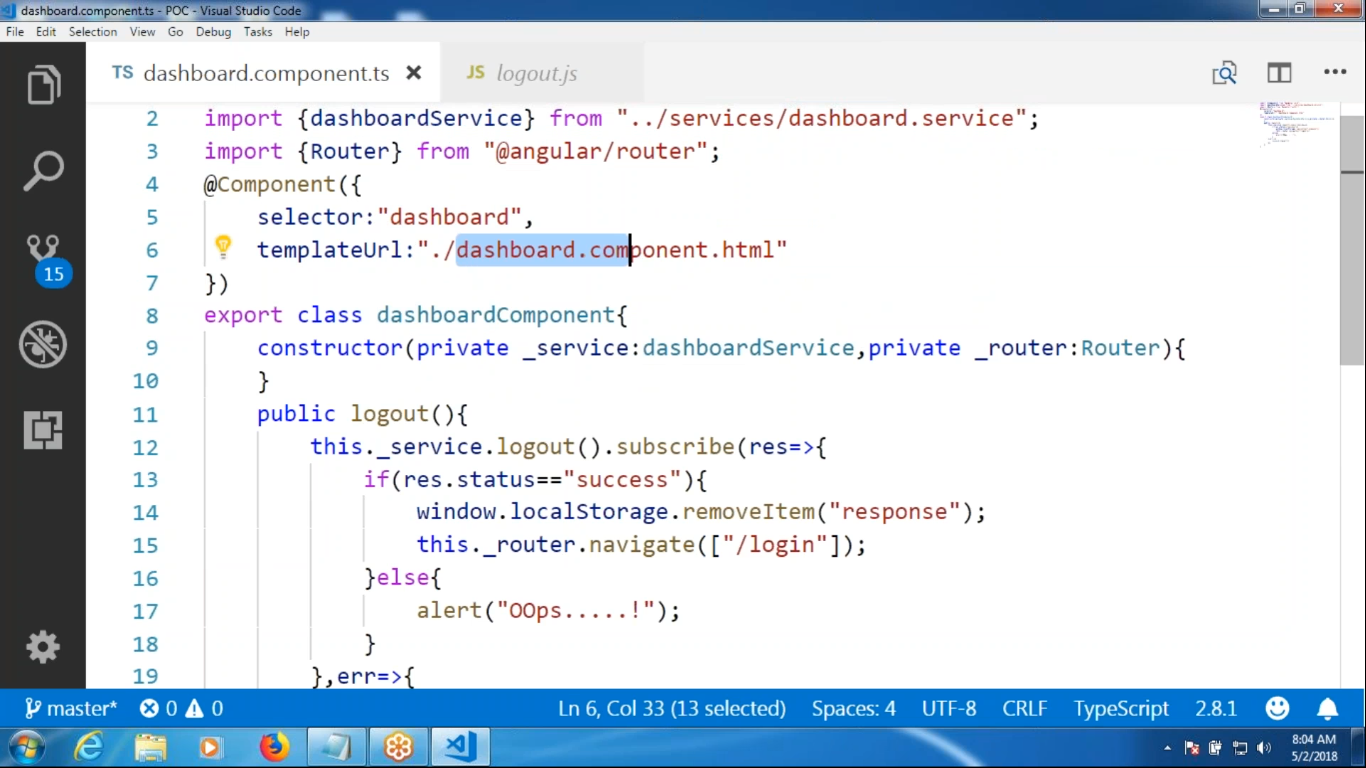 dashboard.component.ts - POC - Visual Studio Code
File Edit Selection View Go Debug Tasks Help
TS dashboard.component.ts JS logout.js
2 import {dashboardService} from "../services/dashboard.service";
3 import {Router} from "@angular/router";
4 @Component({
5 selector:"dashboard",
6 templateUrl:"./dashboard.component.html"
7 })
8 export class dashboardComponent{
9 constructor(private _service:dashboardService,private _router:Router){
10 }
11 public logout(){
12 this._service.logout().subscribe(res=>{
13 if(res.status=="success"){
14 window.localStorage.removeItem("response");
15 this._router.navigate(["/login"]);
16 }else{
17 alert("OOps.....!");
18 }
19 },err=>{
15
master* 0 0 Ln 6, Col 33 (13 selected) Spaces: 4 UTF-8 CRLF TypeScript 2.8.1
8:04 AM
5/2/2018